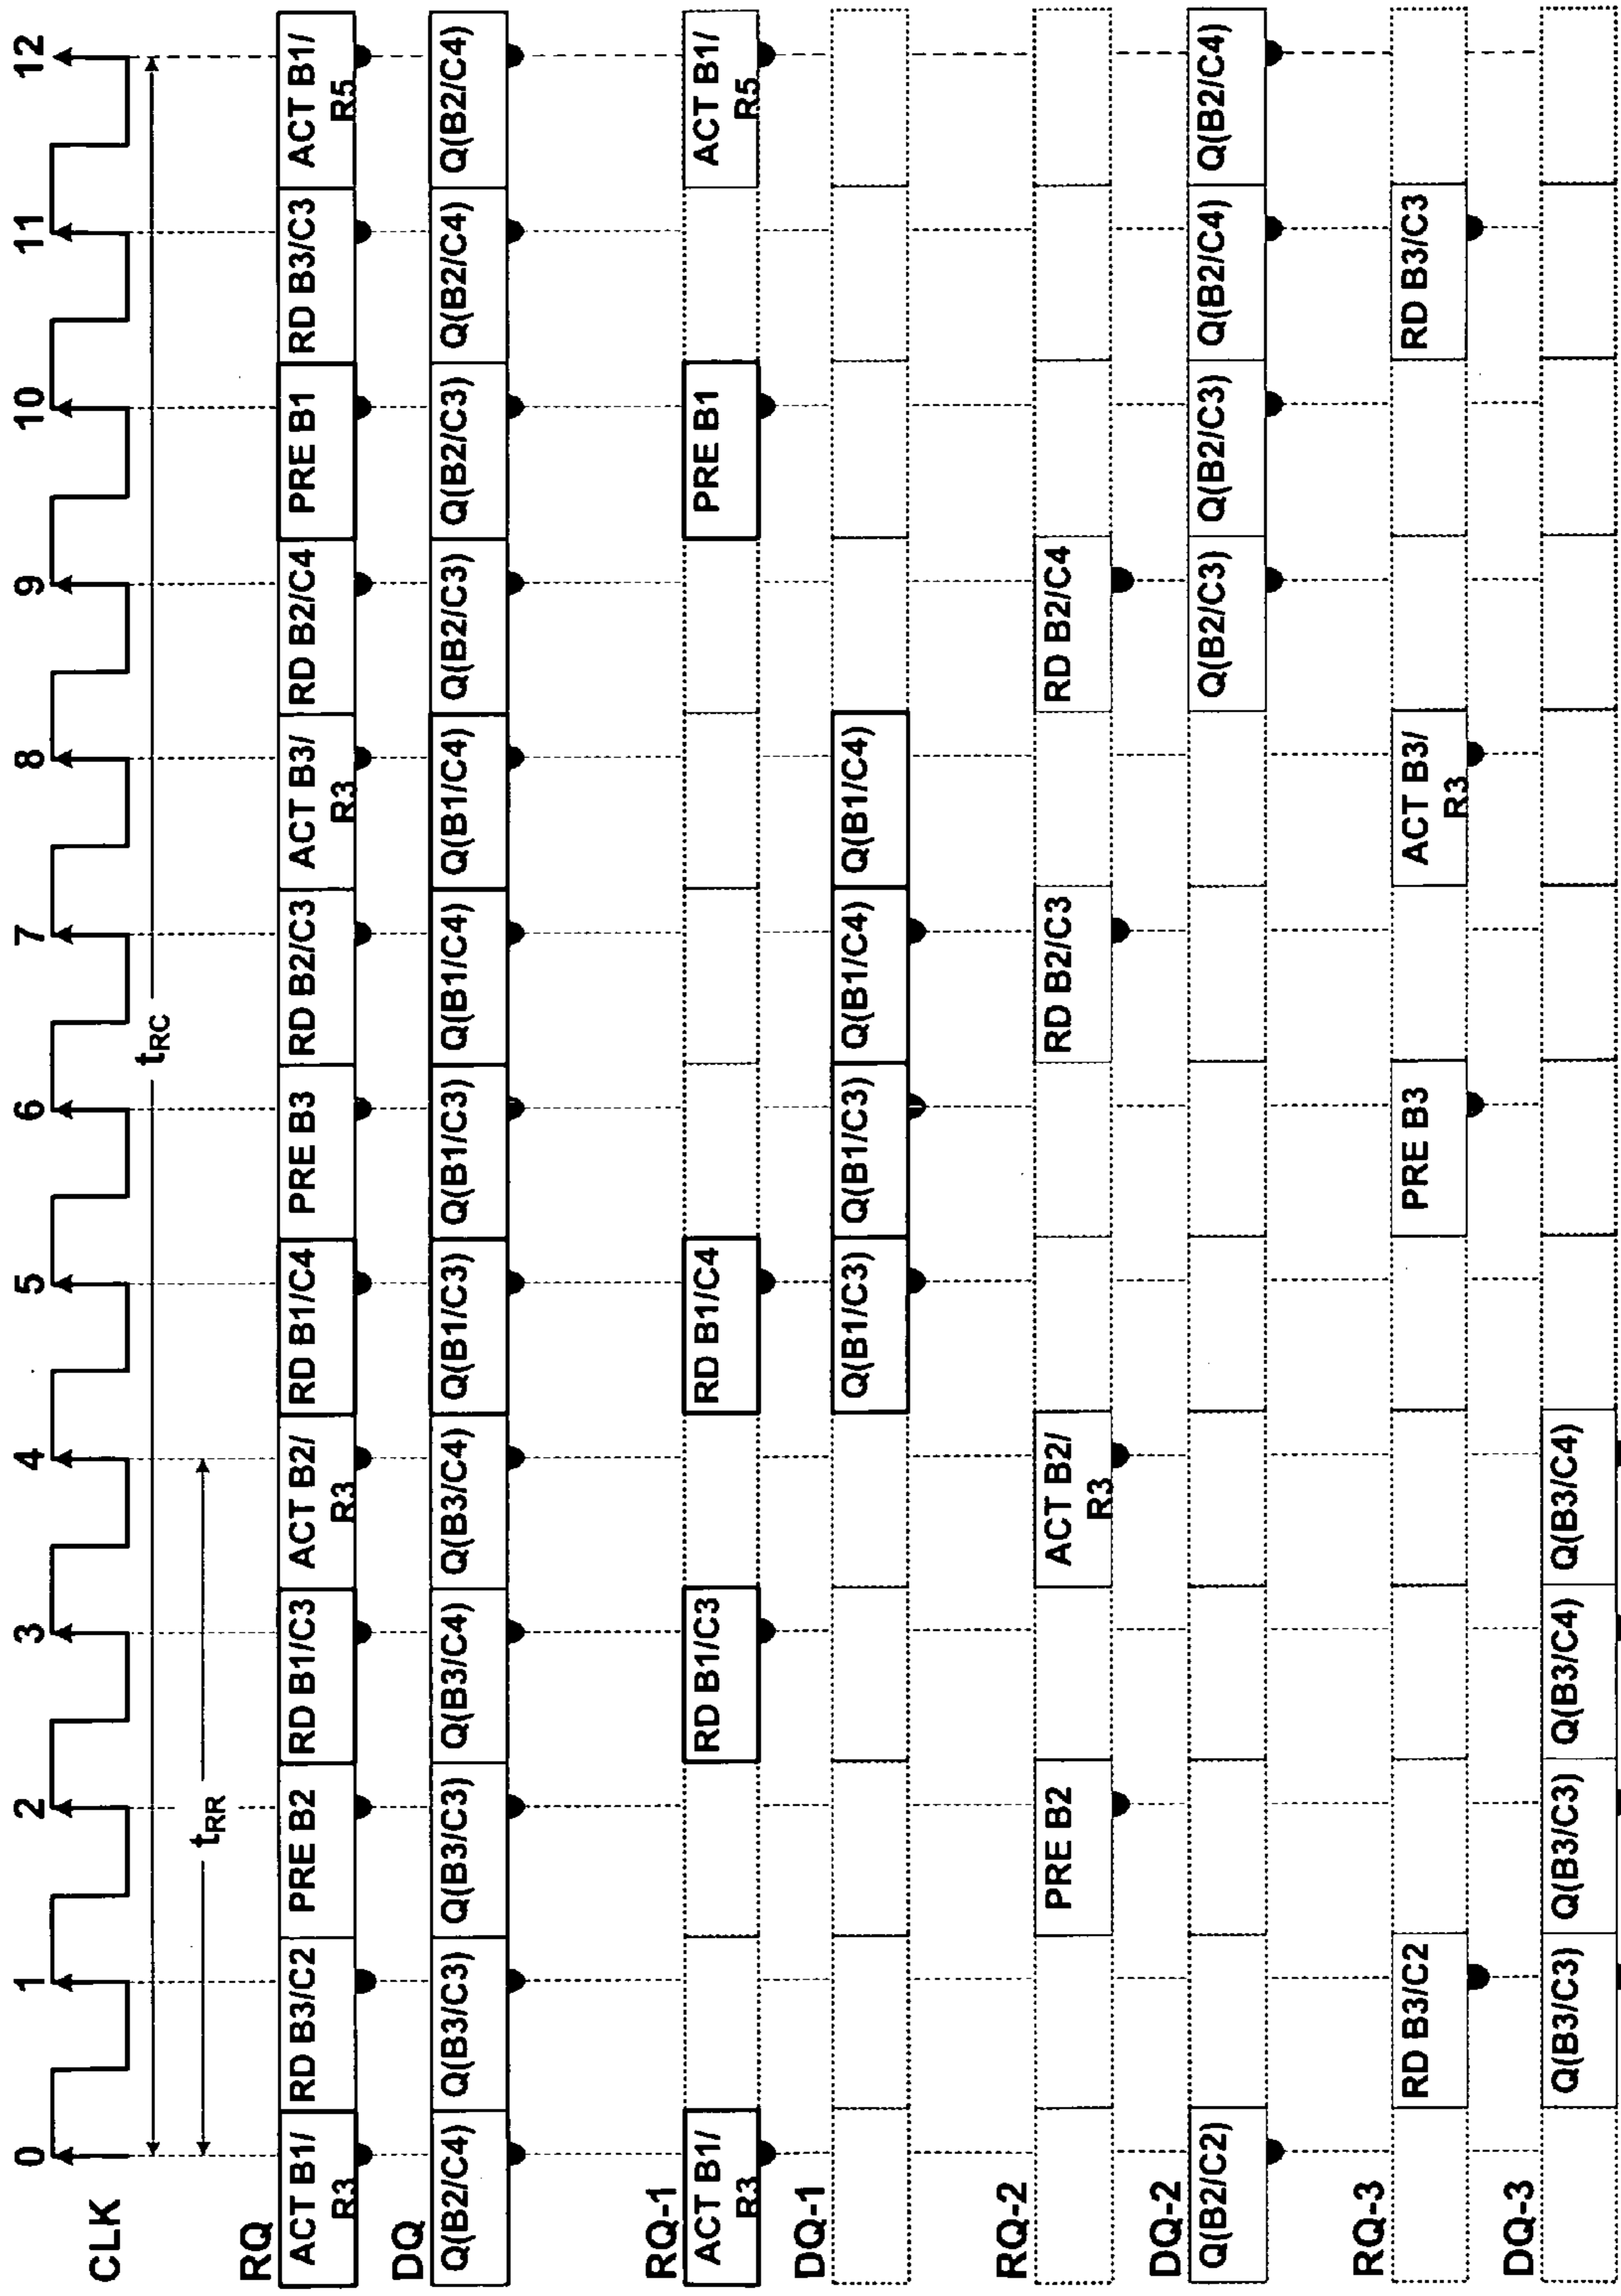 0 1 2 3 4 5 6 7 8 9 10 11 12
CLK
tRC
tRR
RQ
ACT B1/ R3 RD B3/C2 PRE B2 RD B1/C3 ACT B2/ R3 RD B1/C4 PRE B3 RD B2/C3 ACT B3/ R3 RD B2/C4 PRE B1 RD B3/C3 ACT B1/ R5
DQ
Q(B2/C4) Q(B3/C3) Q(B3/C3) Q(B3/C4) Q(B3/C4) Q(B1/C3) Q(B1/C3) Q(B1/C4) Q(B1/C4) Q(B2/C3) Q(B2/C3) Q(B2/C4) Q(B2/C4)
RQ-1
ACT B1/ R3 RD B1/C3 RD B1/C4 PRE B1 ACT B1/ R5
DQ-1
Q(B1/C3) Q(B1/C3) Q(B1/C4) Q(B1/C4)
RQ-2
PRE B2 ACT B2/ R3 RD B2/C3 RD B2/C4
DQ-2
Q(B2/C2) Q(B2/C3) Q(B2/C3) Q(B2/C4) Q(B2/C4)
RQ-3
RD B3/C2 PRE B3 ACT B3/ R3 RD B3/C3
DQ-3
Q(B3/C3) Q(B3/C3) Q(B3/C4) Q(B3/C4)